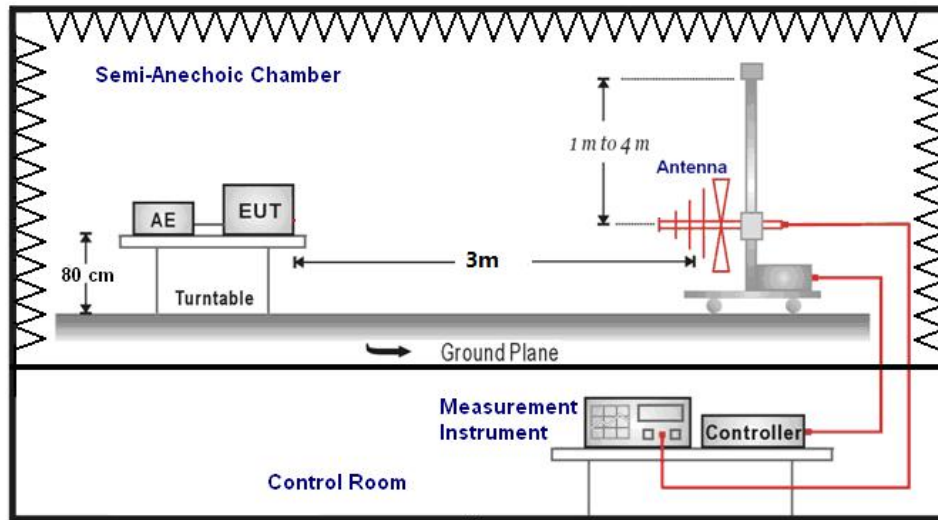 Semi-Anechoic Chamber
1 m to 4 m
Antenna
AE
EUT
80 cm
3m
Turntable
Ground Plane
Measurement
Instrument
Controller
Control Room